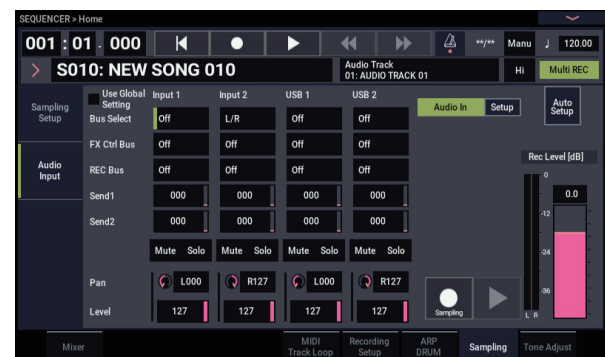 SEQUENCER > Home
001 : 01 . 000 **/** Manu ♩ 120.00
> S010: NEW SONG 010 Audio Track Hi Multi REC
01: AUDIO TRACK 01
Sampling Setup
Audio Input
Use Global Setting Input 1 Input 2 USB 1 USB 2
Audio In Setup Auto Setup
Bus Select Off L/R Off Off
FX Ctrl Bus Off Off Off Off
REC Bus Off Off Off Off
Send1 000 000 000 000
Send2 000 000 000 000
Mute Solo Mute Solo Mute Solo Mute Solo
Pan L000 R127 L000 R127
Level 127 127 127 127
Rec Level [dB]
0
0.0
-12
-24
-36
L R
Sampling
Mixer MIDI Track Loop Recording Setup ARP DRUM Sampling Tone Adjust